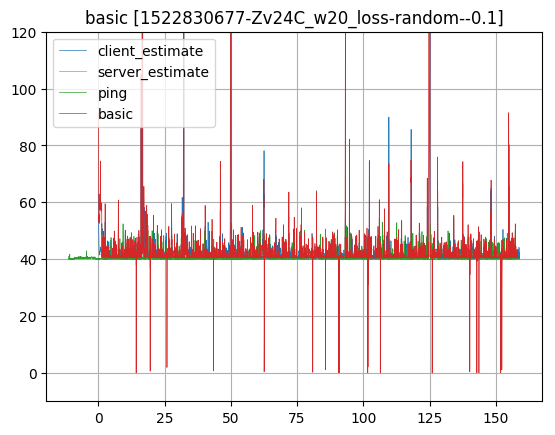 basic [1522830677-Zv24C_w20_loss-random--0.1]
client_estimate
server_estimate
ping
basic
120
100
80
60
40
20
0
0 25 50 75 100 125 150